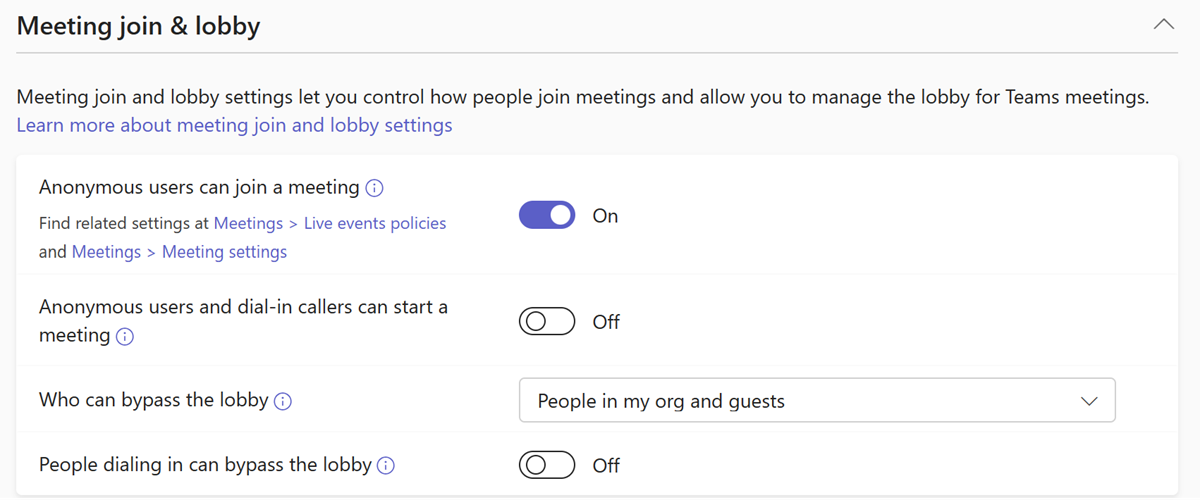 Meeting join & lobby
Meeting join and lobby settings let you control how people join meetings and allow you to manage the lobby for Teams meetings.
Learn more about meeting join and lobby settings
Anonymous users can join a meeting
Find related settings at Meetings > Live events policies
and Meetings > Meeting settings
On
Anonymous users and dial-in callers can start a
meeting
Off
Who can bypass the lobby
People in my org and guests
People dialing in can bypass the lobby
Off